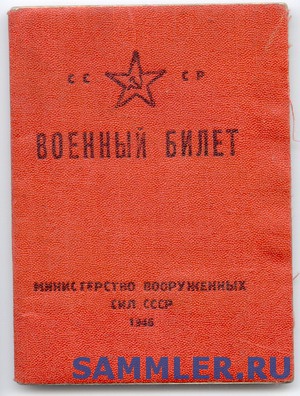 СС СР
ВОЕННЫЙ БИЛЕТ
МИНИСТЕРСТВО ВООРУЖЕННЫХ
СИЛ СССР
1946
SAMMLER.RU